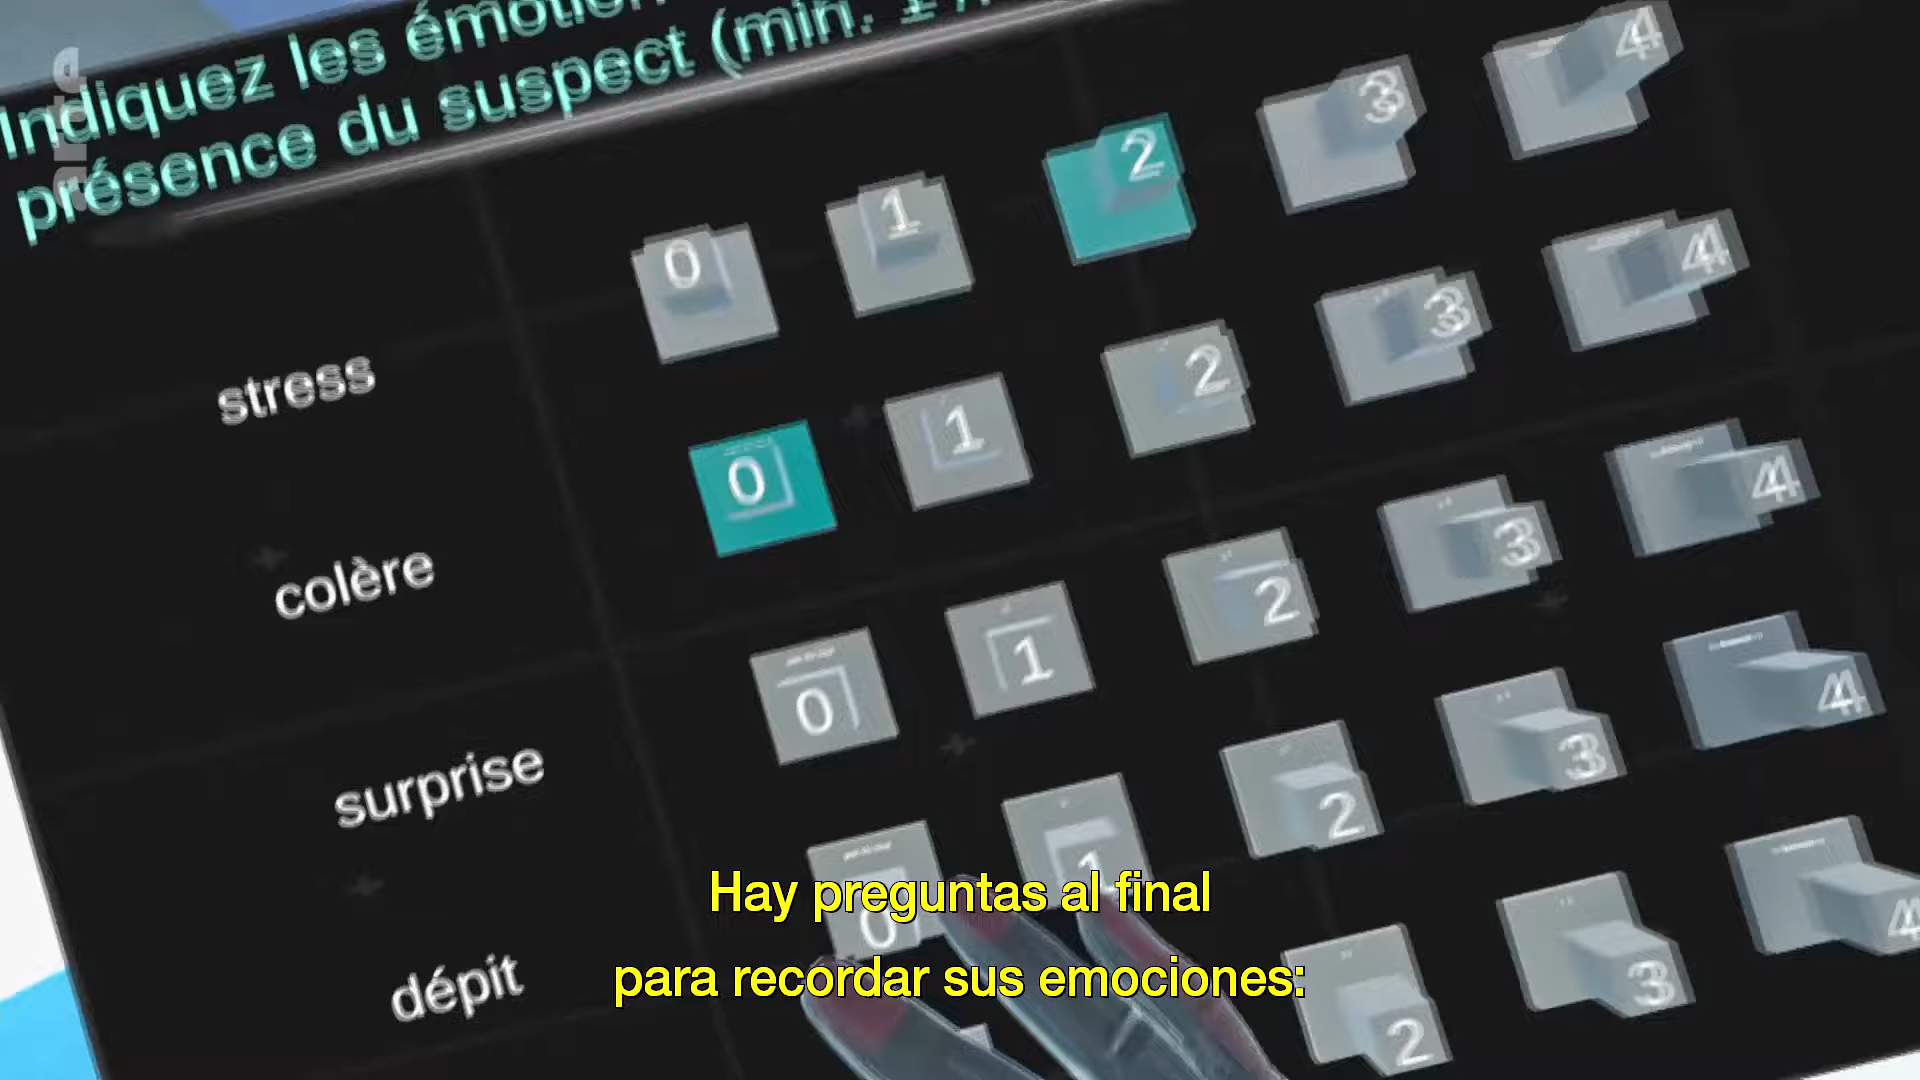 Indiquez les
présence du suspect (min.
arte
0 1 2 3 4
stress
0 1 2 3 4
colère
0 1 2 3 4
surprise
0 1 2 3 4
dépit
2 3 4
Hay preguntas al final
para recordar sus emociones: